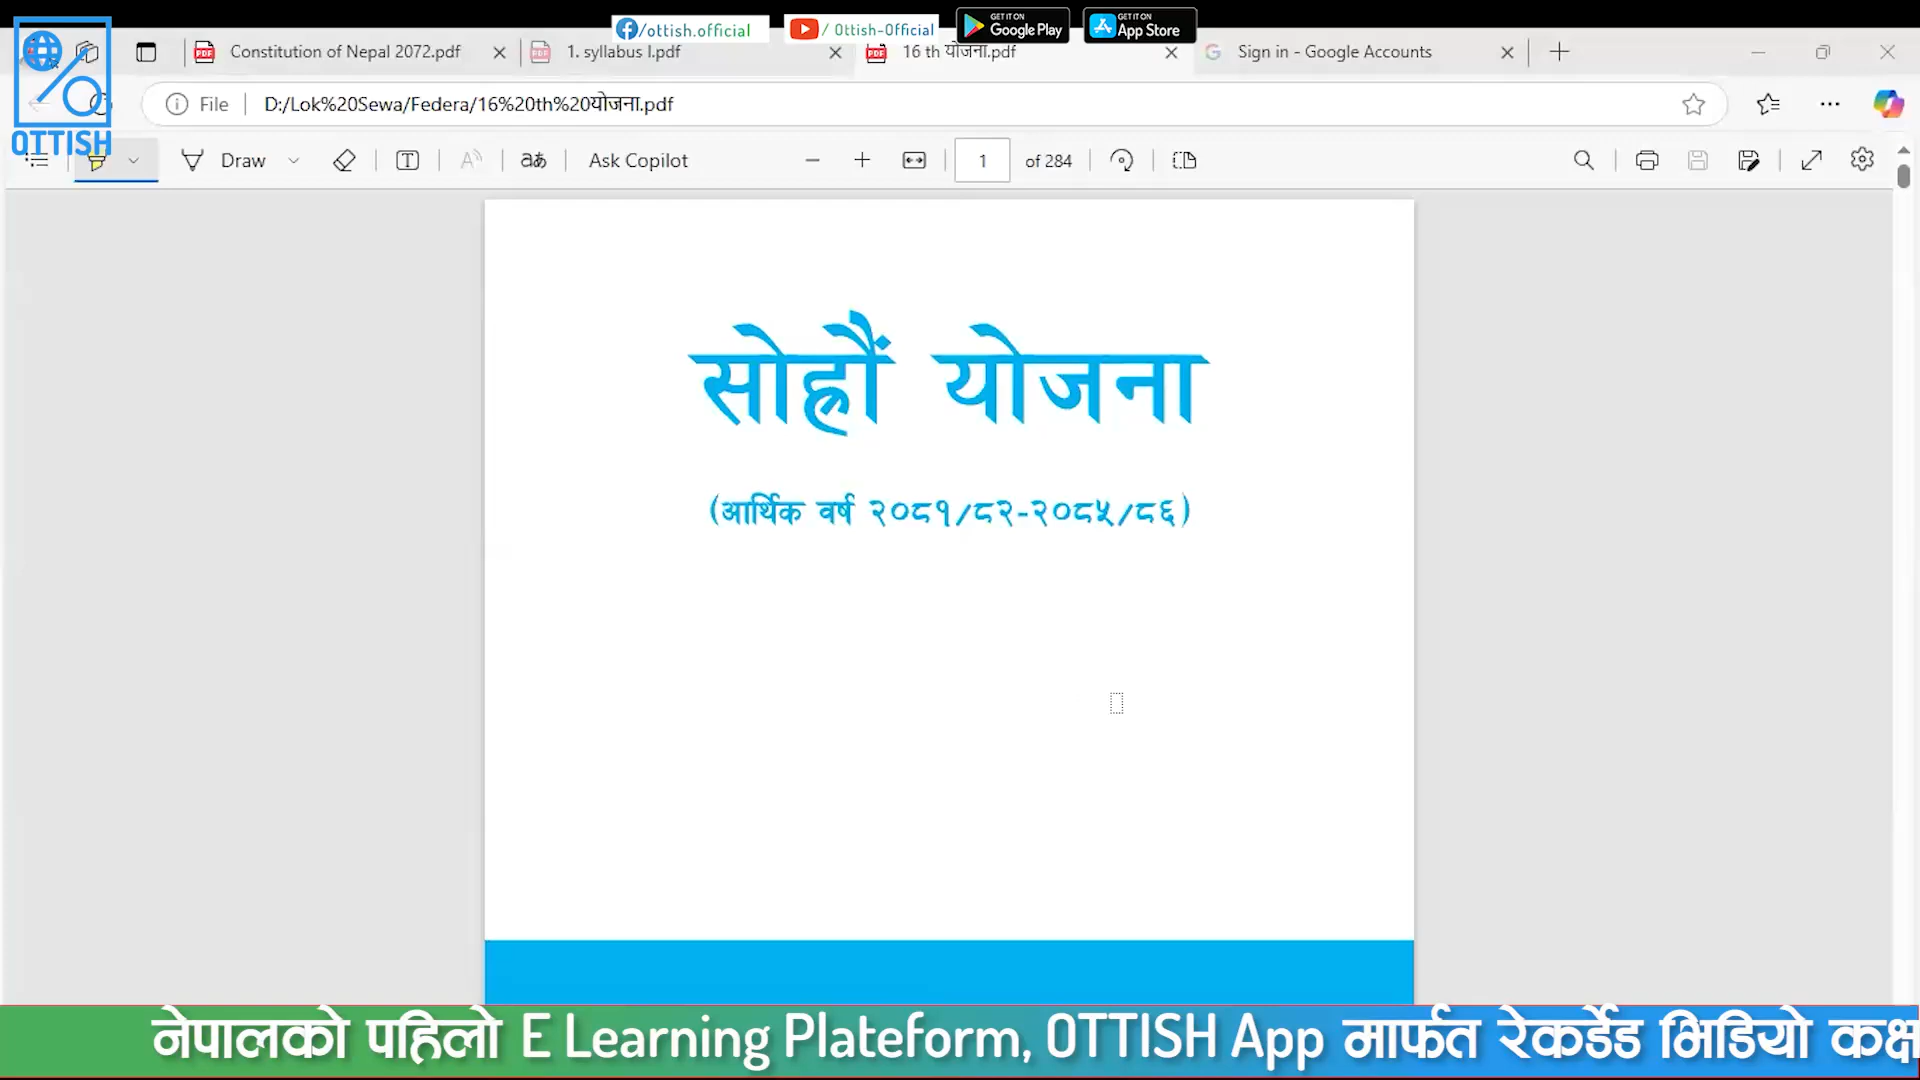 /ottish.official
/ Ottish-Official
GET IT ON
Google Play
GET IT ON
App Store
Constitution of Nepal 2072.pdf
1. syllabus I.pdf
16 th योजना.pdf
Sign in - Google Accounts
OTTISH
File
D:/Lok%20Sewa/Federa/16%20th%20योजना.pdf
Draw
Ask Copilot
1
of 284
सोह्रौं योजना
(आर्थिक वर्ष २०८१/८२-२०८५/८६)
नेपालको पहिलो E Learning Plateform, OTTISH App मार्फत रेकर्डेड भिडियो कक्ष